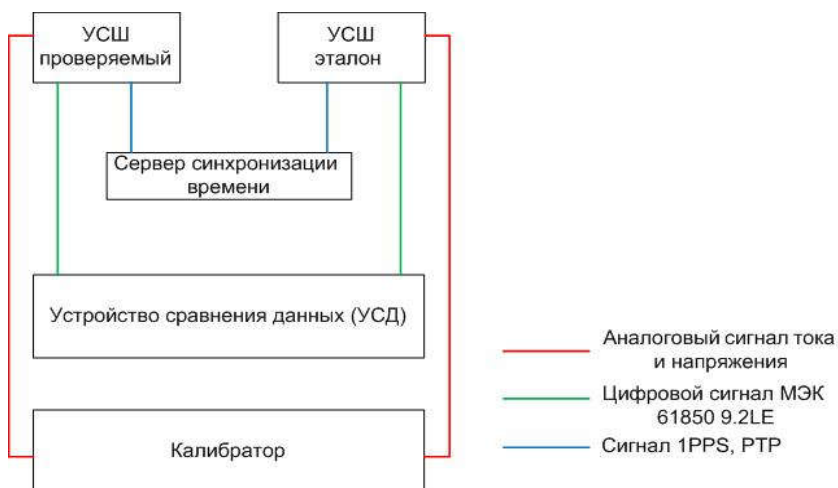 УСШ
проверяемый
УСШ
эталон
Сервер синхронизации
времени
Устройство сравнения данных (УСД)
Калибратор
Аналоговый сигнал тока
и напряжения
Цифровой сигнал МЭК
61850 9.2LE
Сигнал 1PPS, PTP